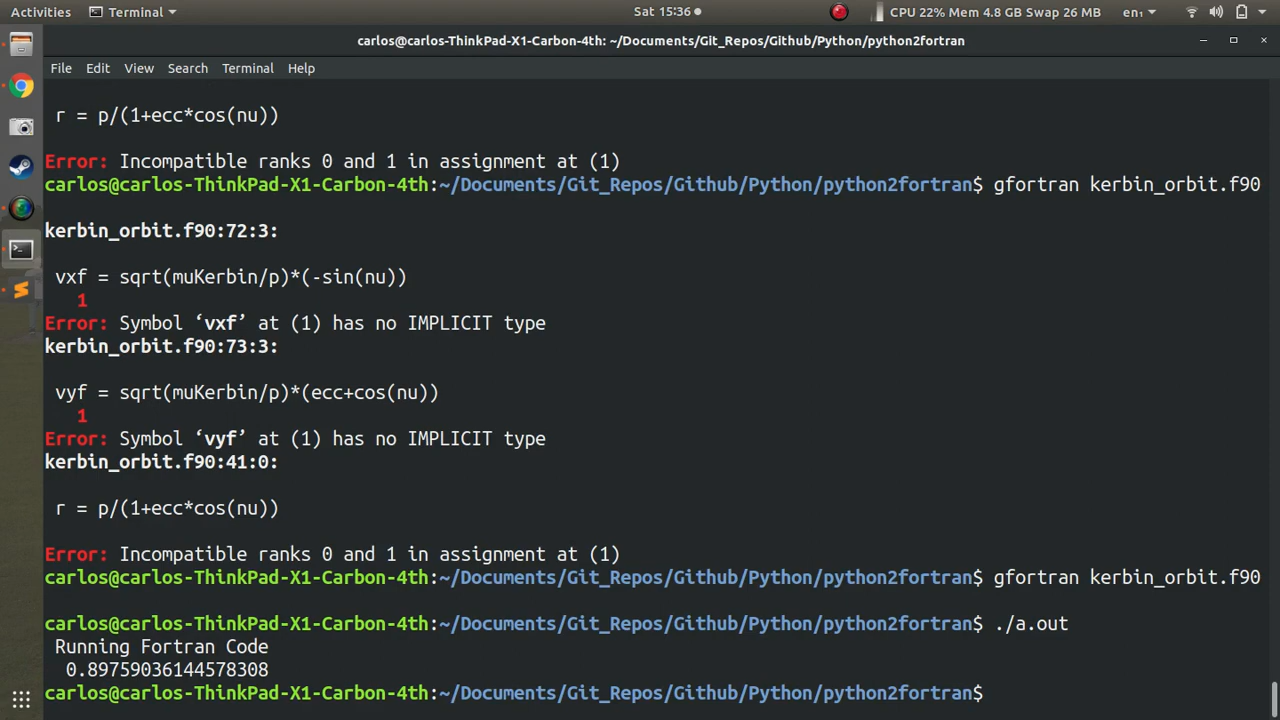 Activities Terminal Sat 15:36 CPU 22% Mem 4.8 GB Swap 26 MB en₁
carlos@carlos-ThinkPad-X1-Carbon-4th: ~/Documents/Git_Repos/Github/Python/python2fortran
File Edit View Search Terminal Help
r = p/(1+ecc*cos(nu))
Error: Incompatible ranks 0 and 1 in assignment at (1)
carlos@carlos-ThinkPad-X1-Carbon-4th:~/Documents/Git_Repos/Github/Python/python2fortran$ gfortran kerbin_orbit.f90
kerbin_orbit.f90:72:3:
vxf = sqrt(muKerbin/p)*(-sin(nu))
1
Error: Symbol ‘vxf’ at (1) has no IMPLICIT type
kerbin_orbit.f90:73:3:
vyf = sqrt(muKerbin/p)*(ecc+cos(nu))
1
Error: Symbol ‘vyf’ at (1) has no IMPLICIT type
kerbin_orbit.f90:41:0:
r = p/(1+ecc*cos(nu))
Error: Incompatible ranks 0 and 1 in assignment at (1)
carlos@carlos-ThinkPad-X1-Carbon-4th:~/Documents/Git_Repos/Github/Python/python2fortran$ gfortran kerbin_orbit.f90
carlos@carlos-ThinkPad-X1-Carbon-4th:~/Documents/Git_Repos/Github/Python/python2fortran$ ./a.out
Running Fortran Code
0.89759036144578308
carlos@carlos-ThinkPad-X1-Carbon-4th:~/Documents/Git_Repos/Github/Python/python2fortran$